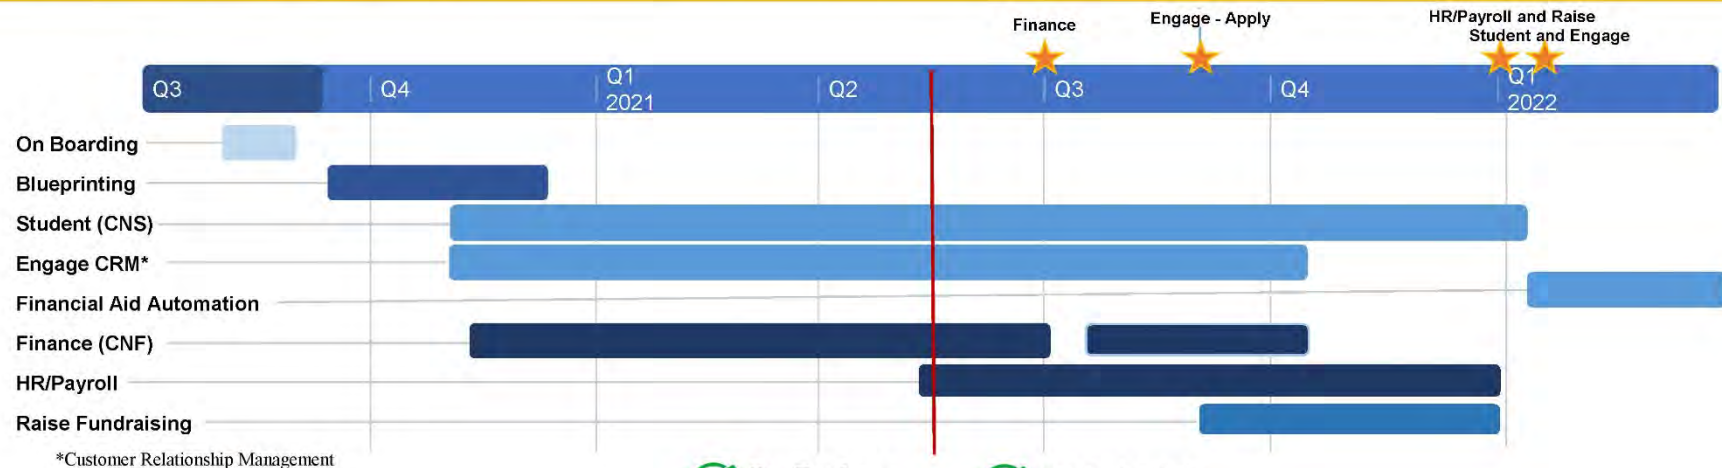 Finance
Engage - Apply
HR/Payroll and Raise
Student and Engage
Q3
Q4
Q1
2021
Q2
Q3
Q4
Q1
2022
On Boarding
Blueprinting
Student (CNS)
Engage CRM*
Financial Aid Automation
Finance (CNF)
HR/Payroll
Raise Fundraising
*Customer Relationship Management